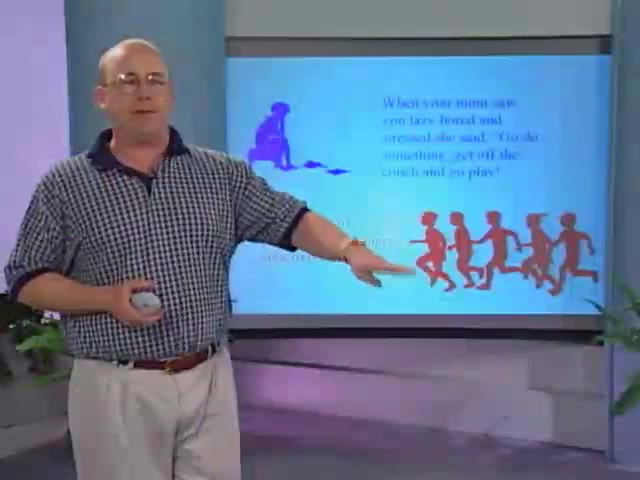 When your mom saw
you lazy bored and
stressed she said, "Go do
something, get off the
couch and go play!